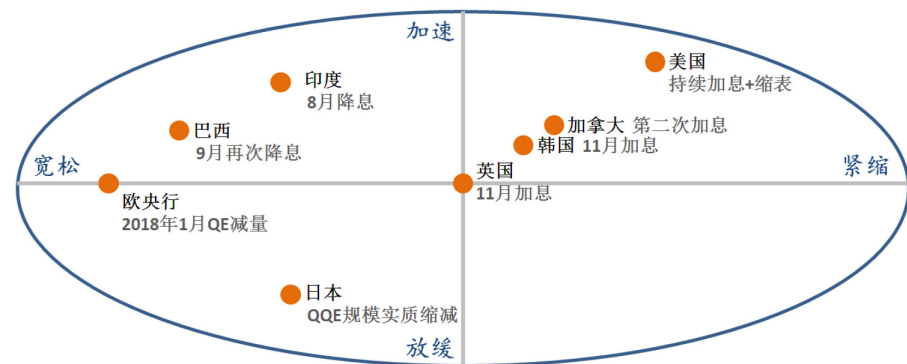 加速
美国
持续加息+缩表
印度
8月降息
加拿大 第二次加息
巴西
9月再次降息
韩国 11月加息
宽松
英国
紧缩
11月加息
欧央行
2018年1月QE减量
日本
QQE规模实质缩减
放缓